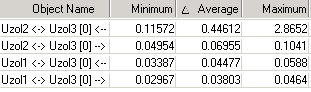 Object Name Minimum △ Average Maximum
Uzol2 <-> Uzol3 [0] <-- 0.11572 0.44612 2.8652
Uzol2 <-> Uzol3 [0] --> 0.04954 0.06955 0.1041
Uzol1 <-> Uzol3 [0] <-- 0.03387 0.04477 0.0588
Uzol1 <-> Uzol3 [0] --> 0.02967 0.03803 0.0464